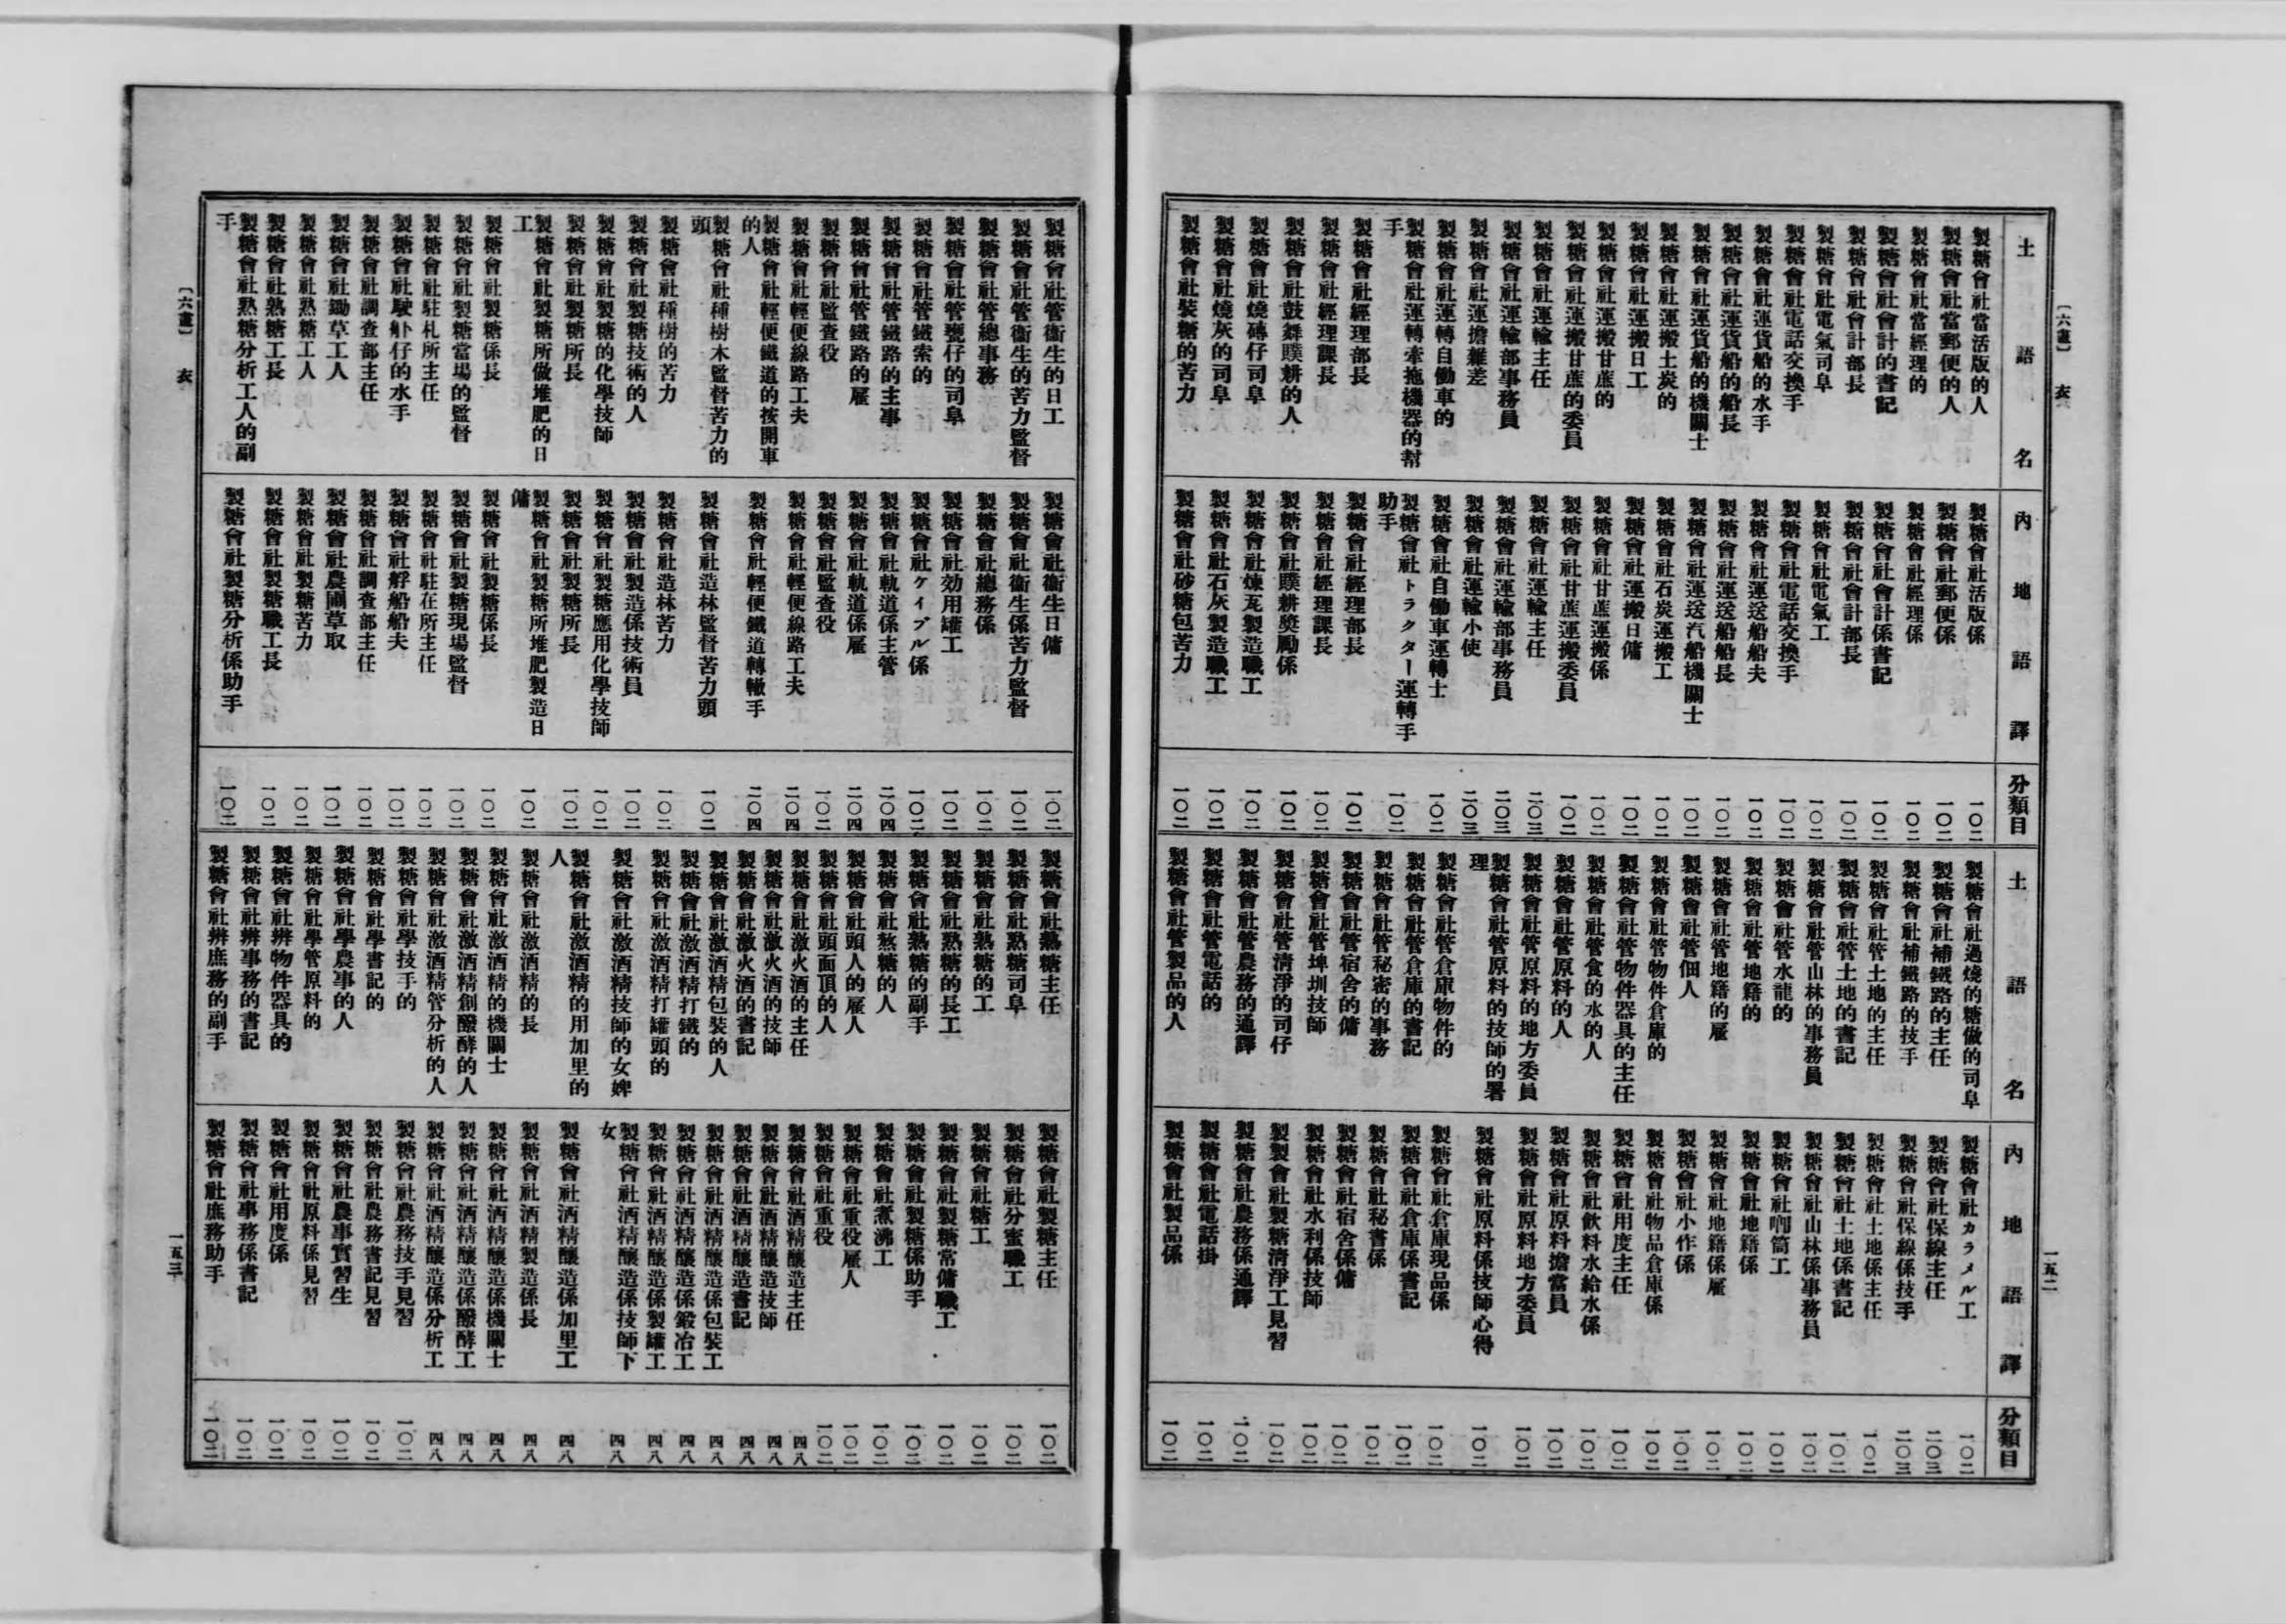 〔六畫〕 衣
土語名 內地語譯 分類目
製糖會社當活版的人 製糖會社活版係 一〇二
製糖會社當郵便的人 製糖會社郵便係 一〇二
製糖會社當經理的 製糖會社經理係 一〇二
製糖會社會計的書記 製糖會社會計係書記 一〇二
製糖會社會計部長 製糖會社會計部長 一〇二
製糖會社電氣司阜 製糖會社電氣工 一〇二
製糖會社電話交換手 製糖會社電話交換手 一〇二
製糖會社運貨船的水手 製糖會社運送船船夫 一〇二
製糖會社運貨船的船長 製糖會社運送船船長 一〇二
製糖會社運貨船的機關士 製糖會社運送汽船機關士 一〇二
製糖會社運搬土炭的 製糖會社石炭運搬工 一〇二
製糖會社運搬日工 製糖會社運搬日傭 一〇二
製糖會社運搬甘蔗的 製糖會社甘蔗運搬係 一〇二
製糖會社運搬甘蔗的委員 製糖會社甘蔗運搬委員 一〇二
製糖會社運輸主任 製糖會社運輸主任 二〇三
製糖會社運輸部事務員 製糖會社運輸部事務員 二〇三
製糖會社運擔雜差 製糖會社運輸小使 二〇三
製糖會社運轉自働車的 製糖會社自働車運轉士 一〇二
製糖會社運轉牽拖機器的幫手 製糖會社トラクター運轉手助手 一〇二
製糖會社經理部長 製糖會社經理部長 一〇二
製糖會社經理課長 製糖會社經理課長 一〇二
製糖會社鼓舞贌耕的人 製糖會社贌耕奬勵係 一〇二
製糖會社燒磚仔司阜 製糖會社煉瓦製造職工 一〇二
製糖會社燒灰的司阜 製糖會社石灰製造職工 一〇二
製糖會社裝糖的苦力 製糖會社砂糖包苦力 一〇二
土語名 內地語譯 分類目
製糖會社過燒的糖做的司阜 製糖會社カラメル工 一〇二
製糖會社補鐵路的主任 製糖會社保線主任 二〇三
製糖會社補鐵路的技手 製糖會社保線係技手 二〇三
製糖會社管土地的主任 製糖會社土地係主任 一〇二
製糖會社管土地的書記 製糖會社土地係書記 一〇二
製糖會社管山林的事務員 製糖會社山林係事務員 一〇二
製糖會社管水龍的 製糖會社喞筒工 一〇二
製糖會社管地籍的 製糖會社地籍係 一〇二
製糖會社管地籍的雇 製糖會社地籍係雇 一〇二
製糖會社管佃人 製糖會社小作係 一〇二
製糖會社管物件倉庫的 製糖會社物品倉庫係 一〇二
製糖會社管物件器具的主任 製糖會社用度主任 一〇二
製糖會社管食的水的人 製糖會社飲料水給水係 一〇二
製糖會社管原料的人 製糖會社原料擔當員 一〇二
製糖會社管原料的地方委員 製糖會社原料地方委員 一〇二
製糖會社管原料的技師的署理 製糖會社原料係技師心得 一〇二
製糖會社管倉庫物件的 製糖會社倉庫現品係 一〇二
製糖會社管倉庫的書記 製糖會社倉庫係書記 一〇二
製糖會社管秘密的事務 製糖會社秘書係 一〇二
製糖會社管宿舍的傭 製糖會社宿舍係傭 一〇二
製糖會社管埤圳技師 製糖會社水利係技師 一〇二
製糖會社管清淨的司仔 製製會社製糖淸淨工見習 一〇二
製糖會社管農務的通譯 製糖會社農務係通譯 一〇二
製糖會社管電話的 製糖會社電話掛 一〇二
製糖會社管製品的人 製糖會社製品係 一〇二
一五二
製糖會社管衞生的日工 製糖會社衞生日傭 一〇二
製糖會社管衞生的苦力監督 製糖會社衞生係苦力監督 一〇二
製糖會社管總事務 製糖會社總務係 一〇二
製糖會社管甕仔的司阜 製糖會社効用罐工 一〇二
製糖會社管鐵索的 製糖會社ケイブル係 一〇二
製糖會社管鐵路的主事 製糖會社軌道係主管 二〇四
製糖會社管鐵路的雇 製糖會社軌道係雇 二〇四
製糖會社監査役 製糖會社監査役 一〇二
製糖會社輕便線路工夫 製糖會社輕便線路工夫 二〇四
製糖會社輕便鐵道的按開車的人 製糖會社輕便鐵道轉轍手 二〇四
製糖會社種樹木監督苦力的頭 製糖會社造林監督苦力頭 一〇二
製糖會社種樹的苦力 製糖會社造林苦力 一〇二
製糖會社製糖技術的人 製糖會社製造係技術員 一〇二
製糖會社製糖的化學技師 製糖會社製糖應用化學技師 一〇二
製糖會社製糖所長 製糖會社製糖所長 一〇二
製糖會社製糖所做堆肥的日工 製糖會社製糖所堆肥製造日傭 一〇二
製糖會社製糖係長 製糖會社製糖係長 一〇二
製糖會社製糖當場的監督 製糖會社製糖現場監督 一〇二
製糖會社駐札所主任 製糖會社駐在所主任 一〇二
製糖會社駛舢仔的水手 製糖會社艀船船夫 一〇二
製糖會社調査部主任 製糖會社調査部主任 一〇二
製糖會社鋤草工人 製糖會社農園草取 一〇二
製糖會社熟糖工人 製糖會社製糖苦力 一〇二
製糖會社熟糖工長 製糖會社製糖職工長 一〇二
製糖會社熟糖分析工人的副手 製糖會社製糖分析係助手 一〇二
製糖會社熟糖主任 製糖會社製糖主任 一〇二
製糖會社熟糖司阜 製糖會社分蜜職工 一〇二
製糖會社熟糖的工 製糖會社糖工 一〇二
製糖會社熟糖的長工 製糖會社製糖常傭職工 一〇二
製糖會社熟糖的副手 製糖會社製糖係助手 一〇二
製糖會社熬糖的人 製糖會社煮沸工 一〇二
製糖會社頭人的雇人 製糖會社重役雇人 一〇二
製糖會社頭面頂的人 製糖會社重役 一〇二
製糖會社激火酒的主任 製糖會社酒精釀造主任 四八
製糖會社激火酒的技師 製糖會社酒精釀造技師 四八
製糖會社激火酒的書記 製糖會社酒精釀造書記 四八
製糖會社激酒精包裝的人 製糖會社酒精釀造係包裝工 四八
製糖會社激酒精打鐵的 製糖會社酒精釀造係鍛冶工 四八
製糖會社激酒精打罐頭的 製糖會社酒精釀造係製罐工 四八
製糖會社激酒精技師的女婢 製糖會社酒精釀造係技師下女 四八
製糖會社激酒精的用加里的人 製糖會社酒精釀造係加里工 四八
製糖會社激酒精的長 製糖會社酒精製造係長 四八
製糖會社激酒精的機關士 製糖會社酒精釀造係機關士 四八
製糖會社激酒精創醱酵的人 製糖會社酒精釀造係醱酵工 四八
製糖會社激酒精管分析的人 製糖會社酒精釀造係分析工 四八
製糖會社學技手的 製糖會社農務技手見習 一〇二
製糖會社學書記的 製糖會社農務書記見習 一〇二
製糖會社學農事的人 製糖會社農事實習生 一〇二
製糖會社學管原料的 製糖會社原料係見習 一〇二
製糖會社辨物件器具的 製糖會社用度係 一〇二
製糖會社辨事務的書記 製糖會社事務係書記 一〇二
製糖會社辨庶務的副手 製糖會社庶務助手 一〇二
〔六畫〕 衣
一五三